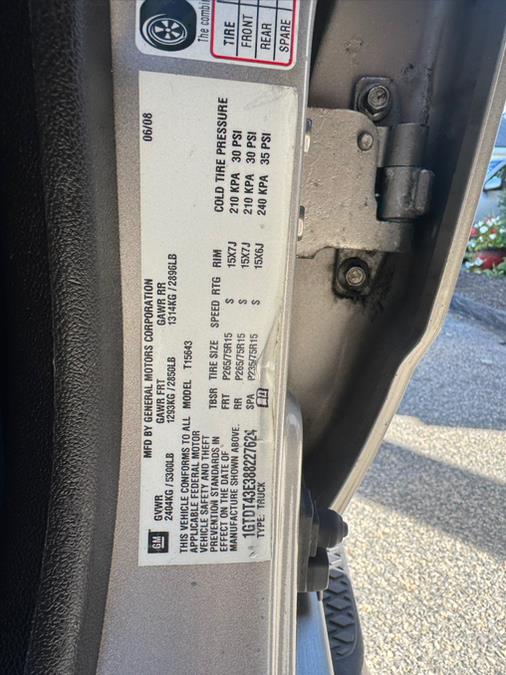 The combin
TIRE
FRONT
REAR
SPARE
MFD BY GENERAL MOTORS CORPORATION 06/08
GVWR GAWR FRT GAWR RR
2404KG / 5300LB 1293KG / 2850LB 1314KG / 2896LB
THIS VEHICLE CONFORMS TO ALL MODEL T15643
APPLICABLE FEDERAL MOTOR
VEHICLE SAFETY AND THEFT
PREVENTION STANDARDS IN
EFFECT ON THE DATE OF
MANUFACTURE SHOWN ABOVE.
TBSR TIRE SIZE SPEED RTG RIM COLD TIRE PRESSURE
FRT P265/75R15 S 15X7J 210 KPA 30 PSI
RR P265/75R15 S 15X7J 210 KPA 30 PSI
SPA P235/75R15 S 15X6J 240 KPA 35 PSI
1GTDT43E388227624
TYPE: TRUCK
GM